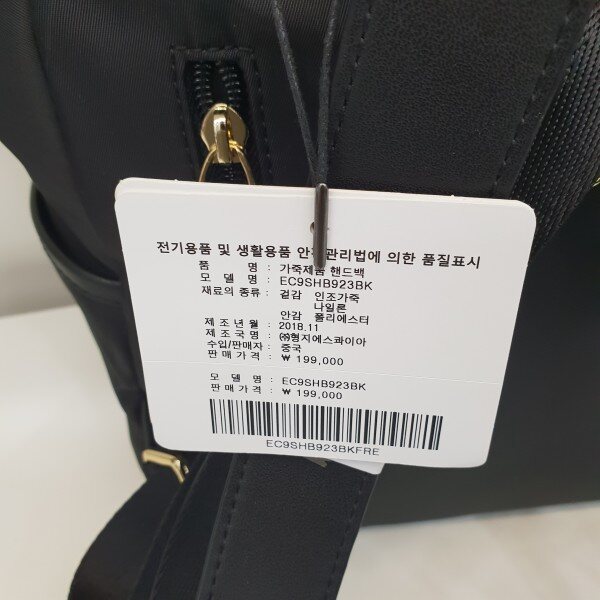 전기용품 및 생활용품 안전관리법에 의한 품질표시
품 명 : 가죽제품 핸드백
모 델 명 : EC9SHB923BK
재료의 종류 : 겉감 인조가죽
나일론
안감 폴리에스터
제 조 년 월 : 2018.11
제 조 국 명 : ㈜형지에스콰이아
수입/판매자 : 중국
판 매 가 격 : ₩ 199,000
모 델 명 : EC9SHB923BK
판 매 가 격 : ₩ 199,000
EC9SHB923BKFRE